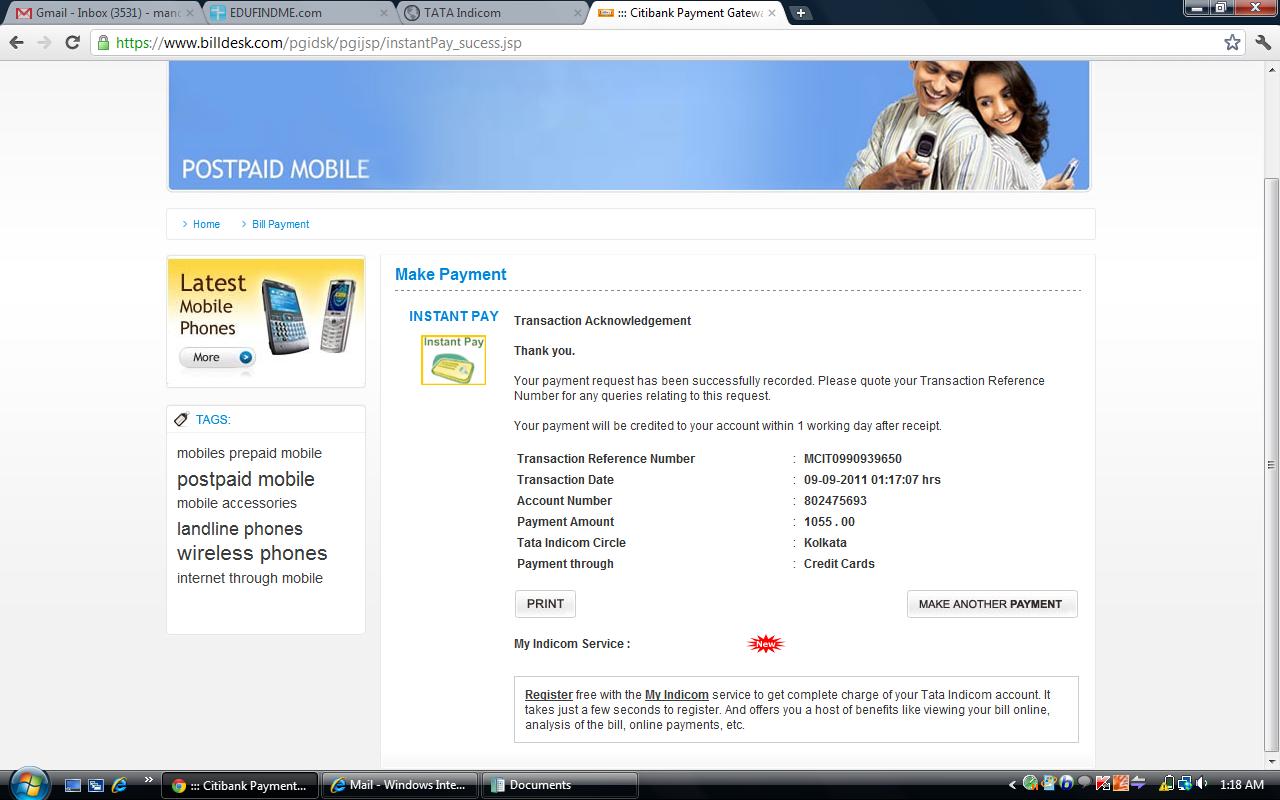 Gmail - Inbox (3531) - mand
EDUFINDME.com
TATA Indicom
::: Citibank Payment Gatewa
https://www.billdesk.com/pgidsk/pgijsp/instantPay_sucess.jsp
POSTPAID MOBILE
Home
Bill Payment
Latest
Mobile
Phones
More
TAGS:
mobiles prepaid mobile
postpaid mobile
mobile accessories
landline phones
wireless phones
internet through mobile
Make Payment
INSTANT PAY
Instant Pay
Transaction Acknowledgement
Thank you.
Your payment request has been successfully recorded. Please quote your Transaction Reference
Number for any queries relating to this request.
Your payment will be credited to your account within 1 working day after receipt.
Transaction Reference Number : MCIT0990939650
Transaction Date : 09-09-2011 01:17:07 hrs
Account Number : 802475693
Payment Amount : 1055 . 00
Tata Indicom Circle : Kolkata
Payment through : Credit Cards
PRINT
MAKE ANOTHER PAYMENT
My Indicom Service :
New
Register free with the My Indicom service to get complete charge of your Tata Indicom account. It
takes just a few seconds to register. And offers you a host of benefits like viewing your bill online,
analysis of the bill, online payments, etc.
::: Citibank Payment...
Mail - Windows Inte...
Documents
1:18 AM